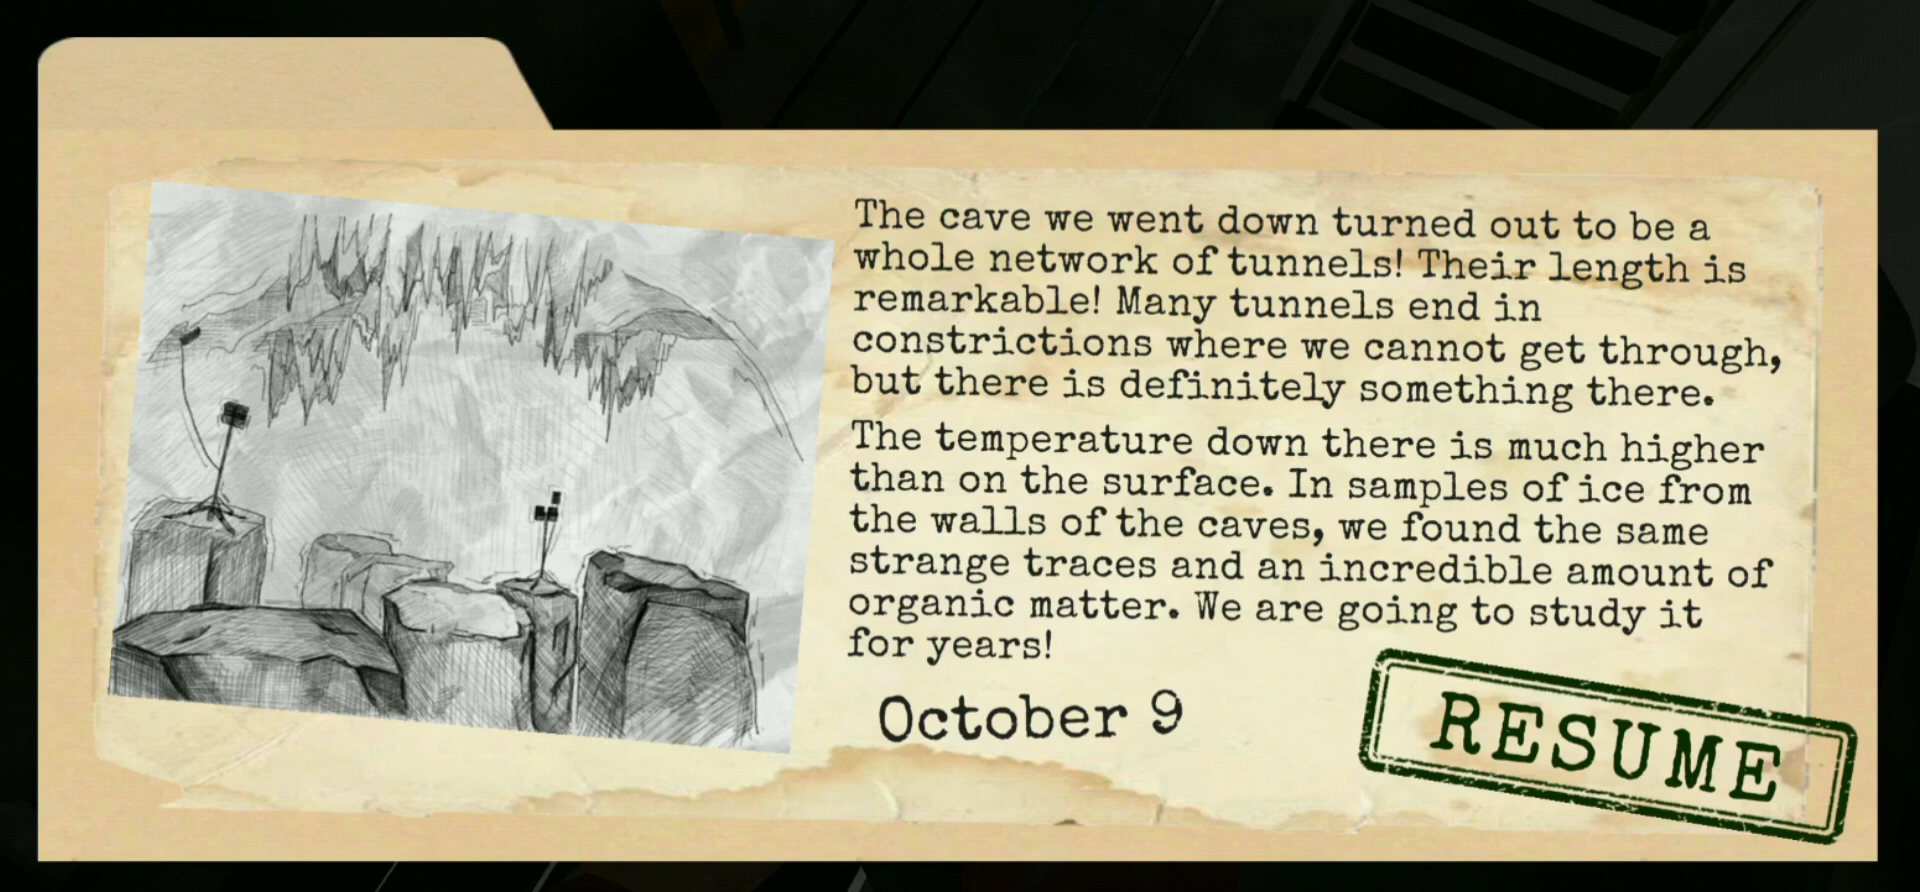 The cave we went down turned out to be a
whole network of tunnels! Their length is
remarkable! Many tunnels end in
constrictions where we cannot get through,
but there is definitely something there.
The temperature down there is much higher
than on the surface. In samples of ice from
the walls of the caves, we found the same
strange traces and an incredible amount of
organic matter. We are going to study it
for years!
October 9
RESUME